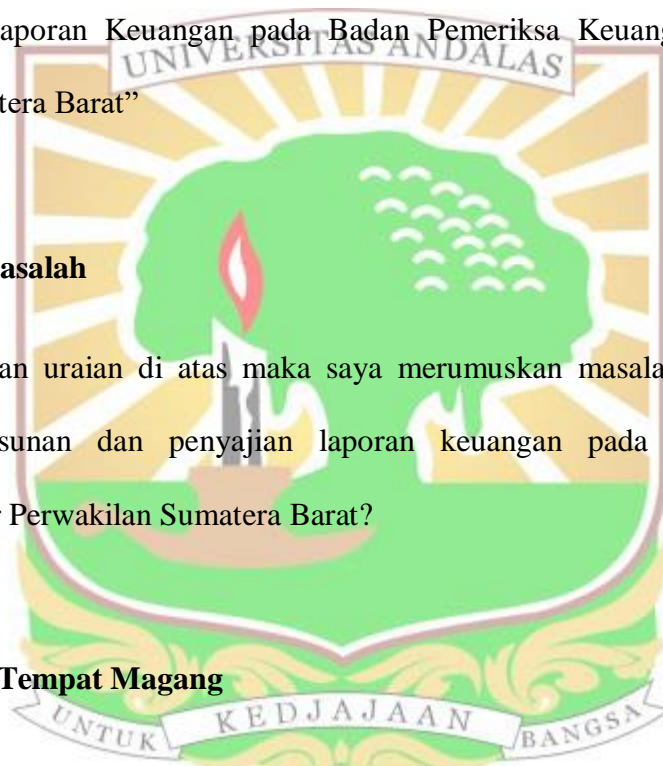 aporan Keuangan pada Badan Pemeriksa Keuang
UNIVERSITAS ANDALAS
tera Barat”
asalah
an uraian di atas maka saya merumuskan masala
sunan dan penyajian laporan keuangan pada
Perwakilan Sumatera Barat?
Tempat Magang
UNTUK KEDJAJAAN BANGSA